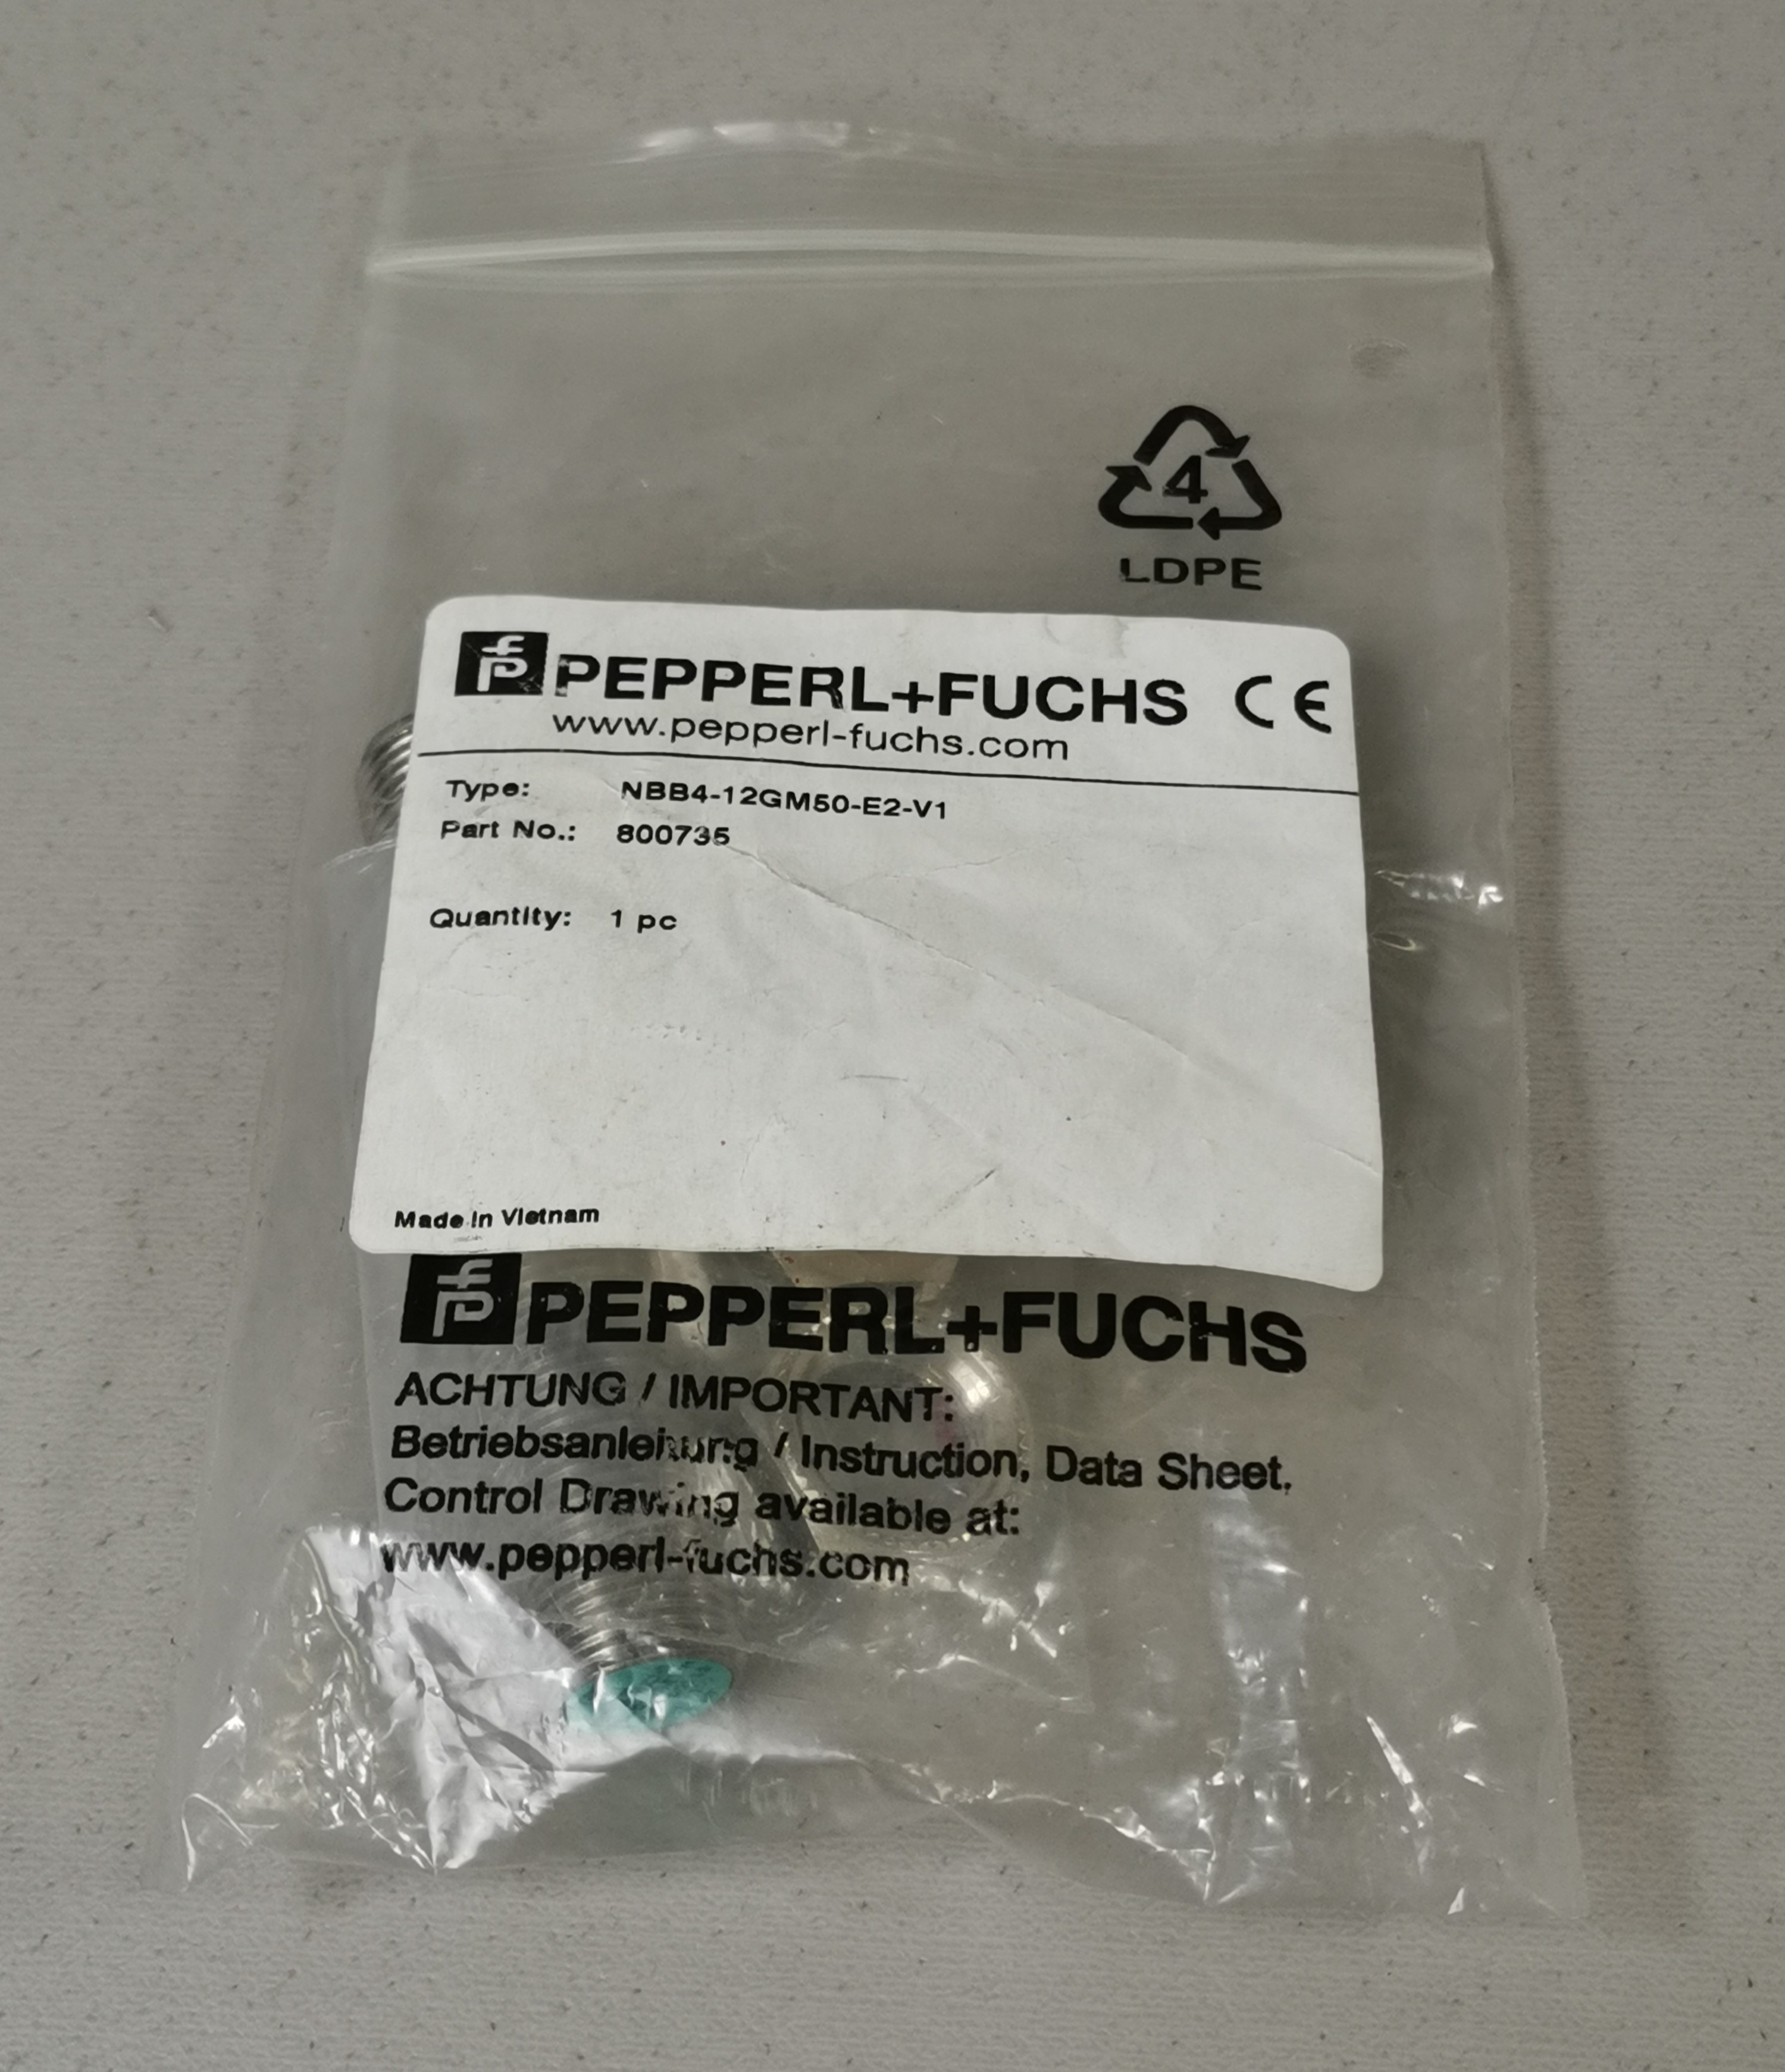 4
LDPE
PEPPERL+FUCHS CE
www.pepperl-fuchs.com
Type: NBB4-12GM50-E2-V1
Part No.: 800735
Quantity: 1 pc
Made in Vietnam
PEPPERL+FUCHS
ACHTUNG / IMPORTANT:
Betriebsanleitung / Instruction, Data Sheet,
Control Drawing available at:
www.pepperl-fuchs.com